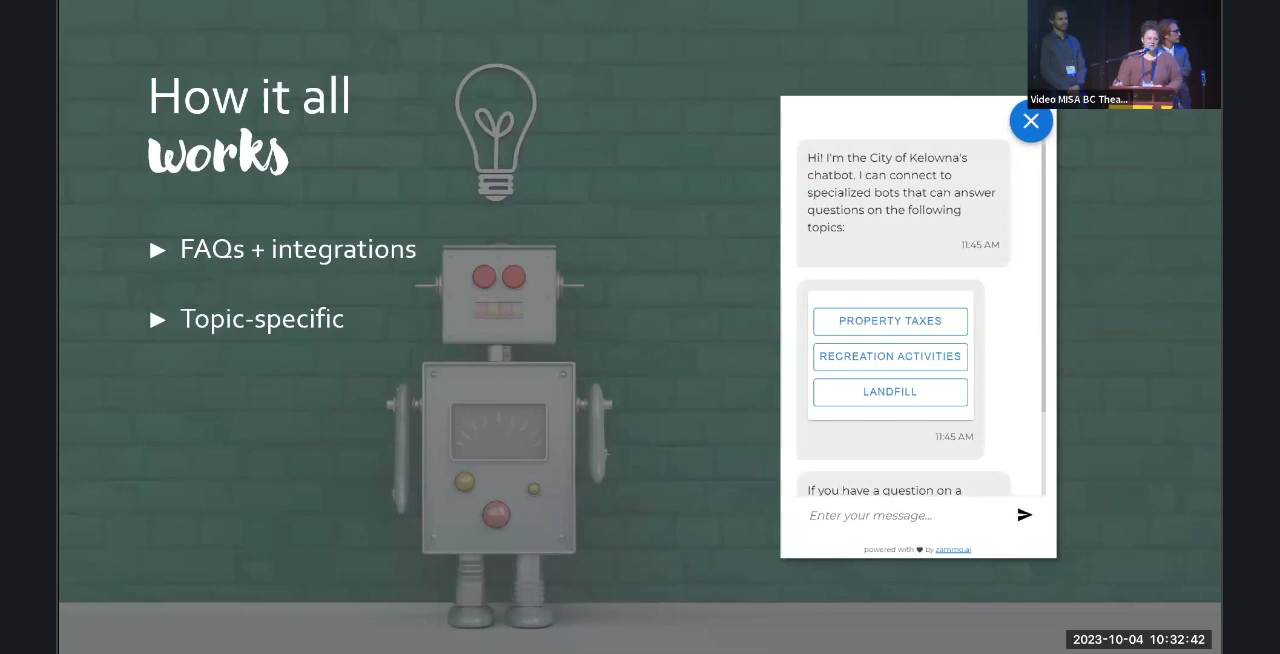 How it all
works
► FAQs + integrations
► Topic-specific
Video MISA BC Thea...
Hi! I'm the City of Kelowna's
chatbot. I can connect to
specialized bots that can answer
questions on the following
topics:
11:45 AM
PROPERTY TAXES
RECREATION ACTIVITIES
LANDFILL
11:45 AM
If you have a question on a
Enter your message...
powered with ♥ by zammo.ai
2023-10-04 10:32:42